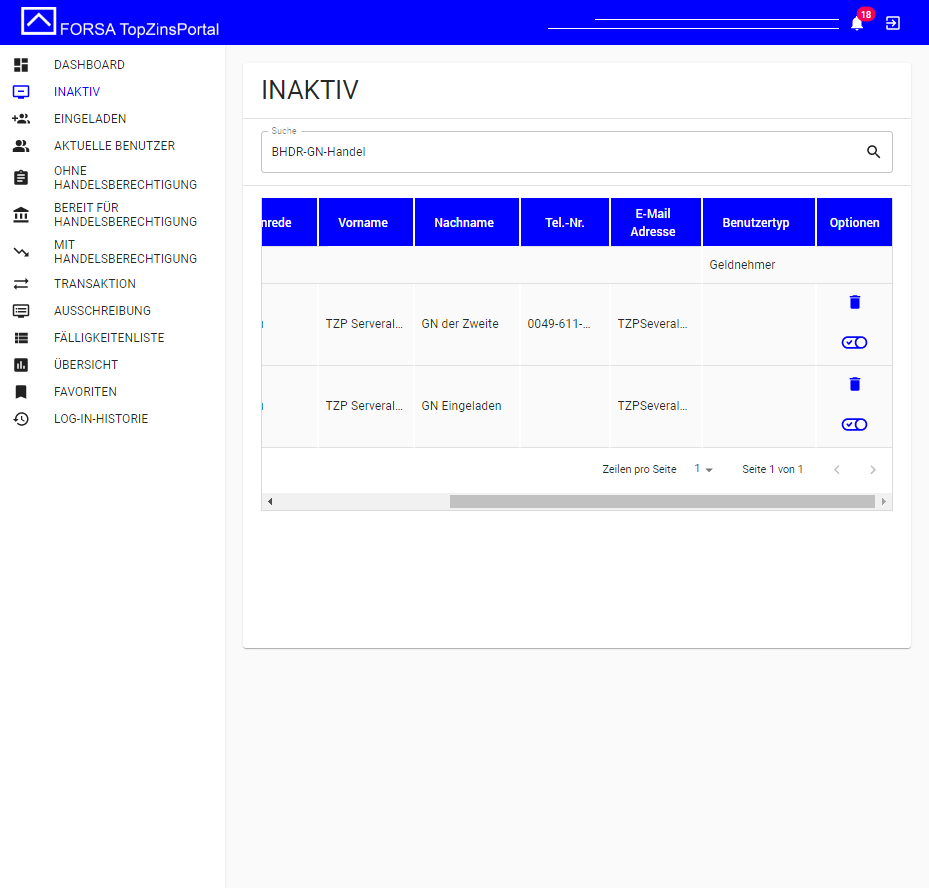 FORSA TopZinsPortal
18
DASHBOARD
INAKTIV
EINGELADEN
AKTUELLE BENUTZER
OHNE
HANDELSBERECHTIGUNG
BEREIT FÜR
HANDELSBERECHTIGUNG
MIT
HANDELSBERECHTIGUNG
TRANSAKTION
AUSSCHREIBUNG
FÄLLIGKEITENLISTE
ÜBERSICHT
FAVORITEN
LOG-IN-HISTORIE
INAKTIV
Suche
BHDR-GN-Handel
nrede Vorname Nachname Tel.-Nr. E-Mail Adresse Benutzertyp Optionen
Geldnehmer
TZP Serveral... GN der Zweite 0049-611-... TZPSeveral...
TZP Serveral... GN Eingeladen TZPSeveral...
Zeilen pro Seite 1 Seite 1 von 1